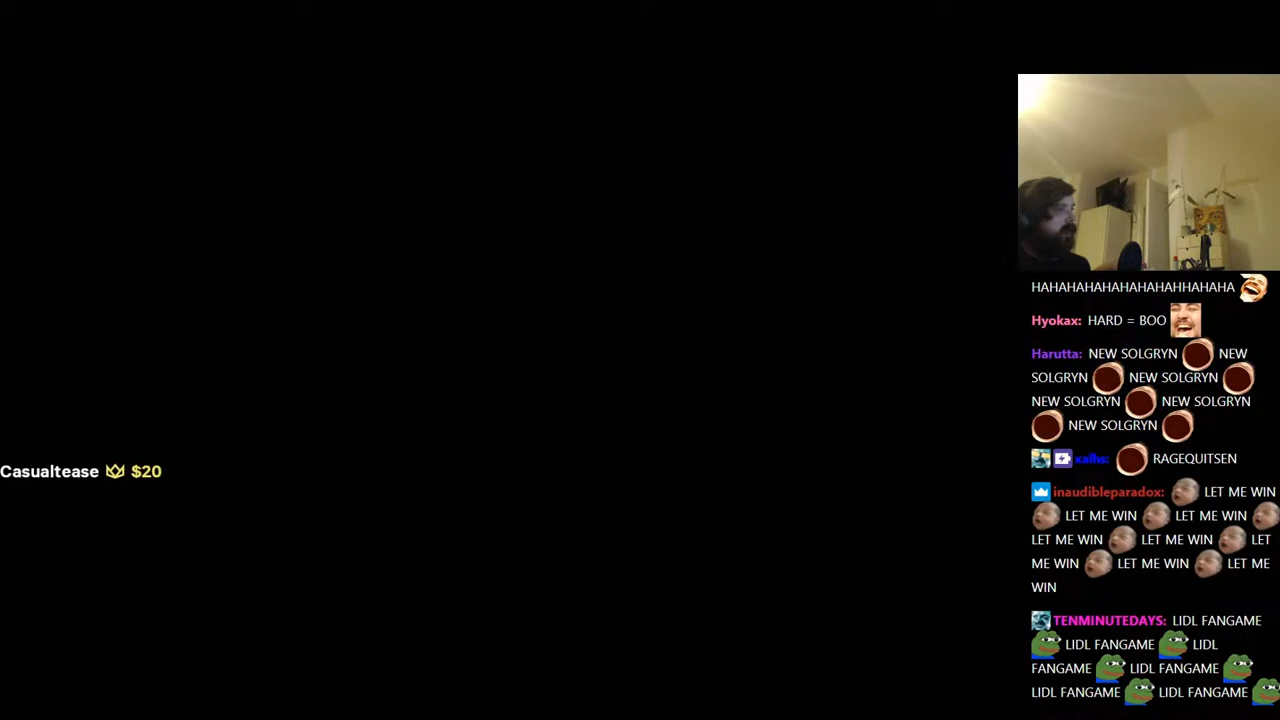 HAHAHAHAHAHAHAHAHHAHAHA
Hyokax: HARD = BOO
Harutta: NEW SOLGRYN NEW
SOLGRYN NEW SOLGRYN
NEW SOLGRYN NEW SOLGRYN
NEW SOLGRYN
Casualtease $20
xalhs: RAGEQUITSEN
inaudibleparadox: LET ME WIN
LET ME WIN LET ME WIN
LET ME WIN LET ME WIN LET
ME WIN LET ME WIN LET ME
WIN
TENMINUTEDAYS: LIDL FANGAME
LIDL FANGAME LIDL
FANGAME LIDL FANGAME
LIDL FANGAME LIDL FANGAME